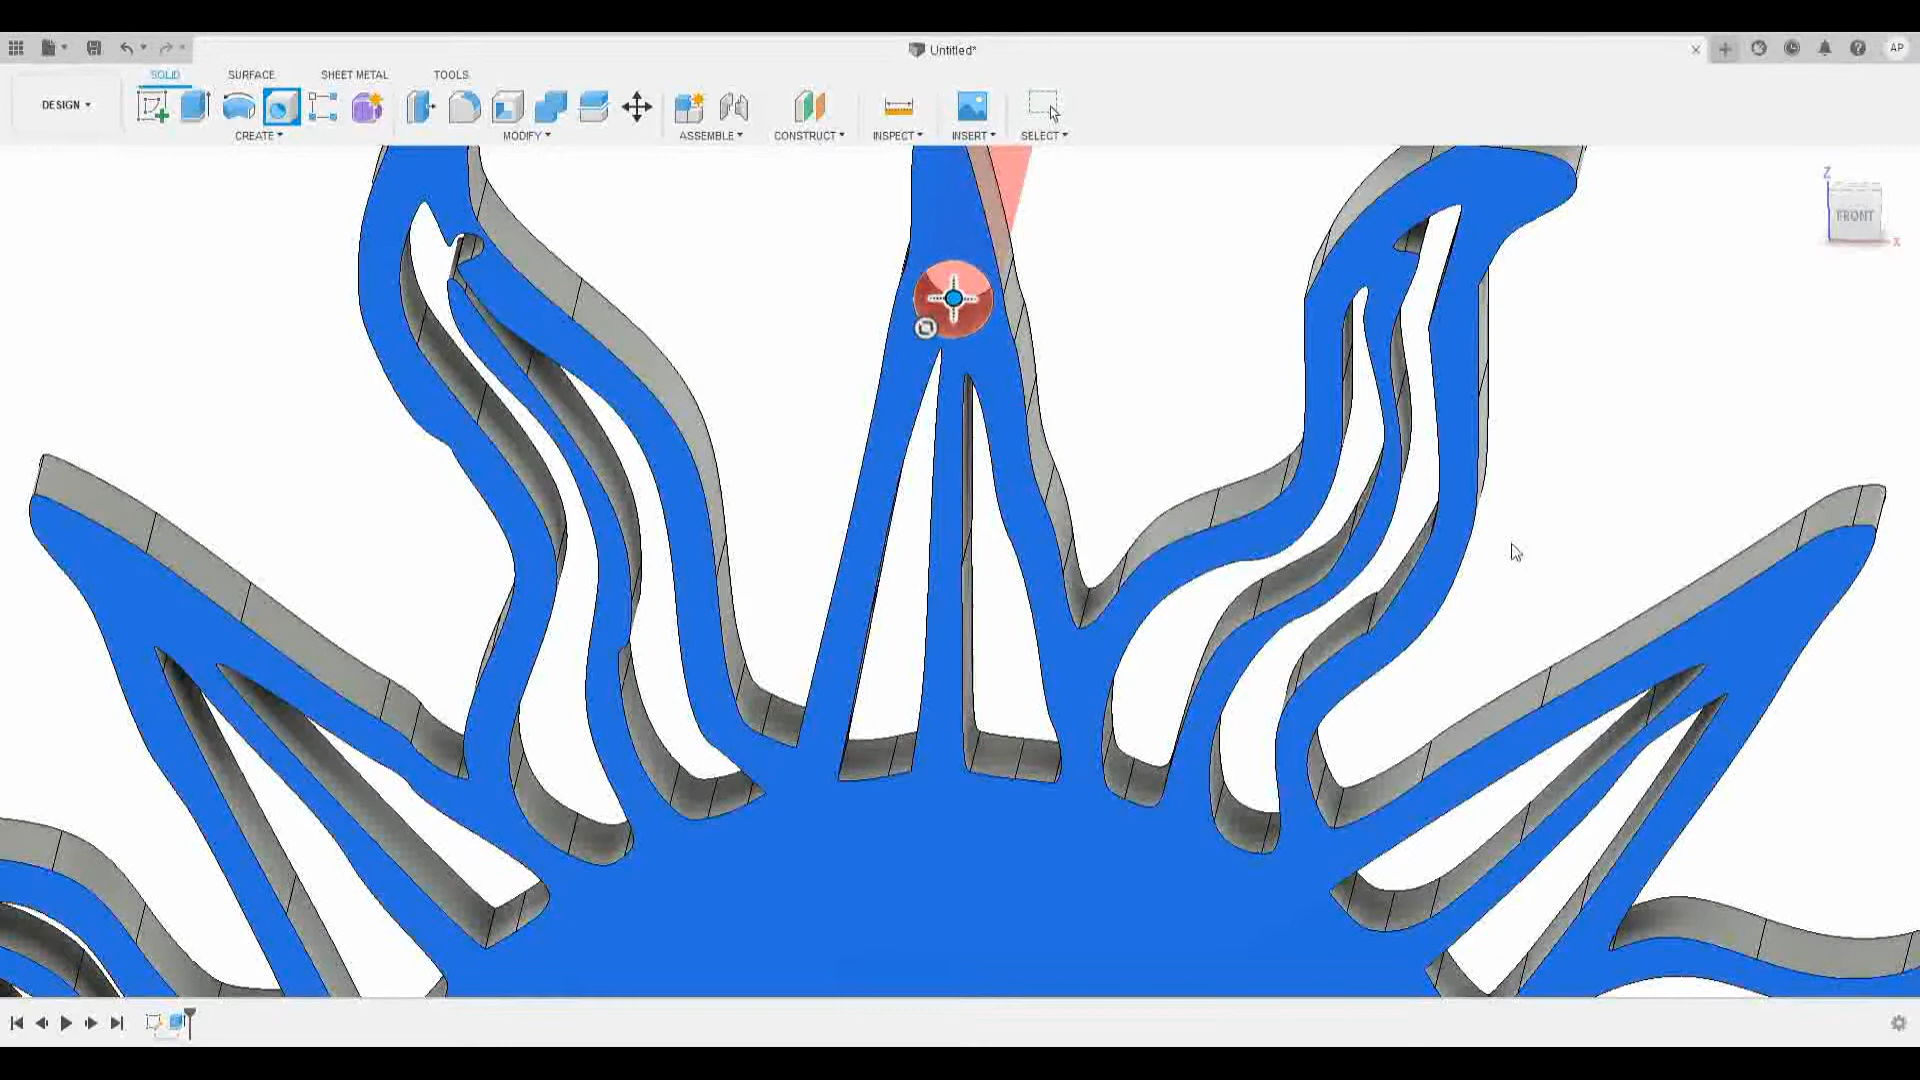 Untitled*
AP
SOLID
SURFACE
SHEET METAL
TOOLS
DESIGN
CREATE
MODIFY
ASSEMBLE
CONSTRUCT
INSPECT
INSERT
SELECT
Z
FRONT
X